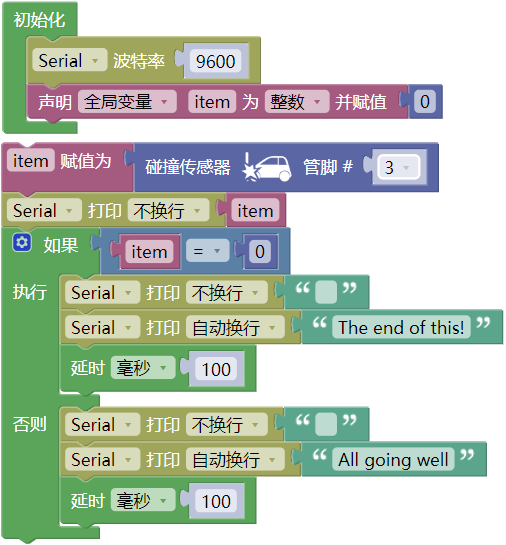 初始化
Serial 波特率 9600
声明 全局变量 item 为 整数 并赋值 0
item 赋值为 碰撞传感器 管脚 # 3
Serial 打印 不换行 item
如果 item = 0
执行 Serial 打印 不换行 “ ”
Serial 打印 自动换行 “ The end of this! ”
延时 毫秒 100
否则 Serial 打印 不换行 “ ”
Serial 打印 自动换行 “ All going well ”
延时 毫秒 100